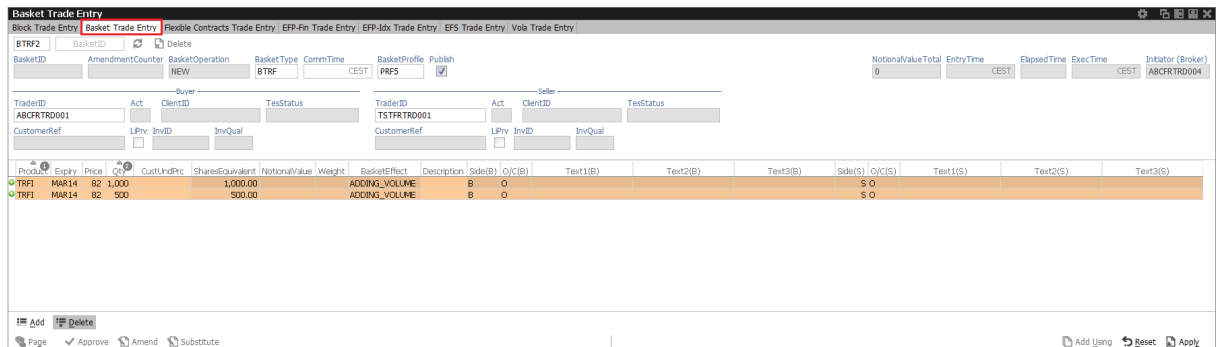 Basket Trade Entry
Block Trade Entry Basket Trade Entry Flexible Contracts Trade Entry EFP-Fin Trade Entry EFP-Idx Trade Entry EFS Trade Entry Vola Trade Entry
BTRF2 BasketID Delete
BasketID AmendmentCounter BasketOperation BasketType CommTime BasketProfile Publish NotionalValueTotal EntryTime ElapsedTime ExecTime Initiator (Broker)
NEW BTRF CEST PRF5 0 CEST CEST ABCFRTRD004
Buyer Seller
TraderID Act ClientID TesStatus TraderID Act ClientID TesStatus
ABCFRTRD001 TSTFRTRD001
CustomerRef LiPrv InvID InvQual CustomerRef LiPrv InvID InvQual
Product 1 Expiry Price Qty 2 CustUndPrc SharesEquivalent NotionalValue Weight BasketEffect Description Side(B) O/C(B) Text1(B) Text2(B) Text3(B) Side(S) O/C(S) Text1(S) Text2(S) Text3(S)
TRFI MAR14 82 1,000 1,000.00 ADDING_VOLUME B O S O
TRFI MAR14 82 500 500.00 ADDING_VOLUME B O S O
Add Delete
Page Approve Amend Substitute Add Using Reset Apply